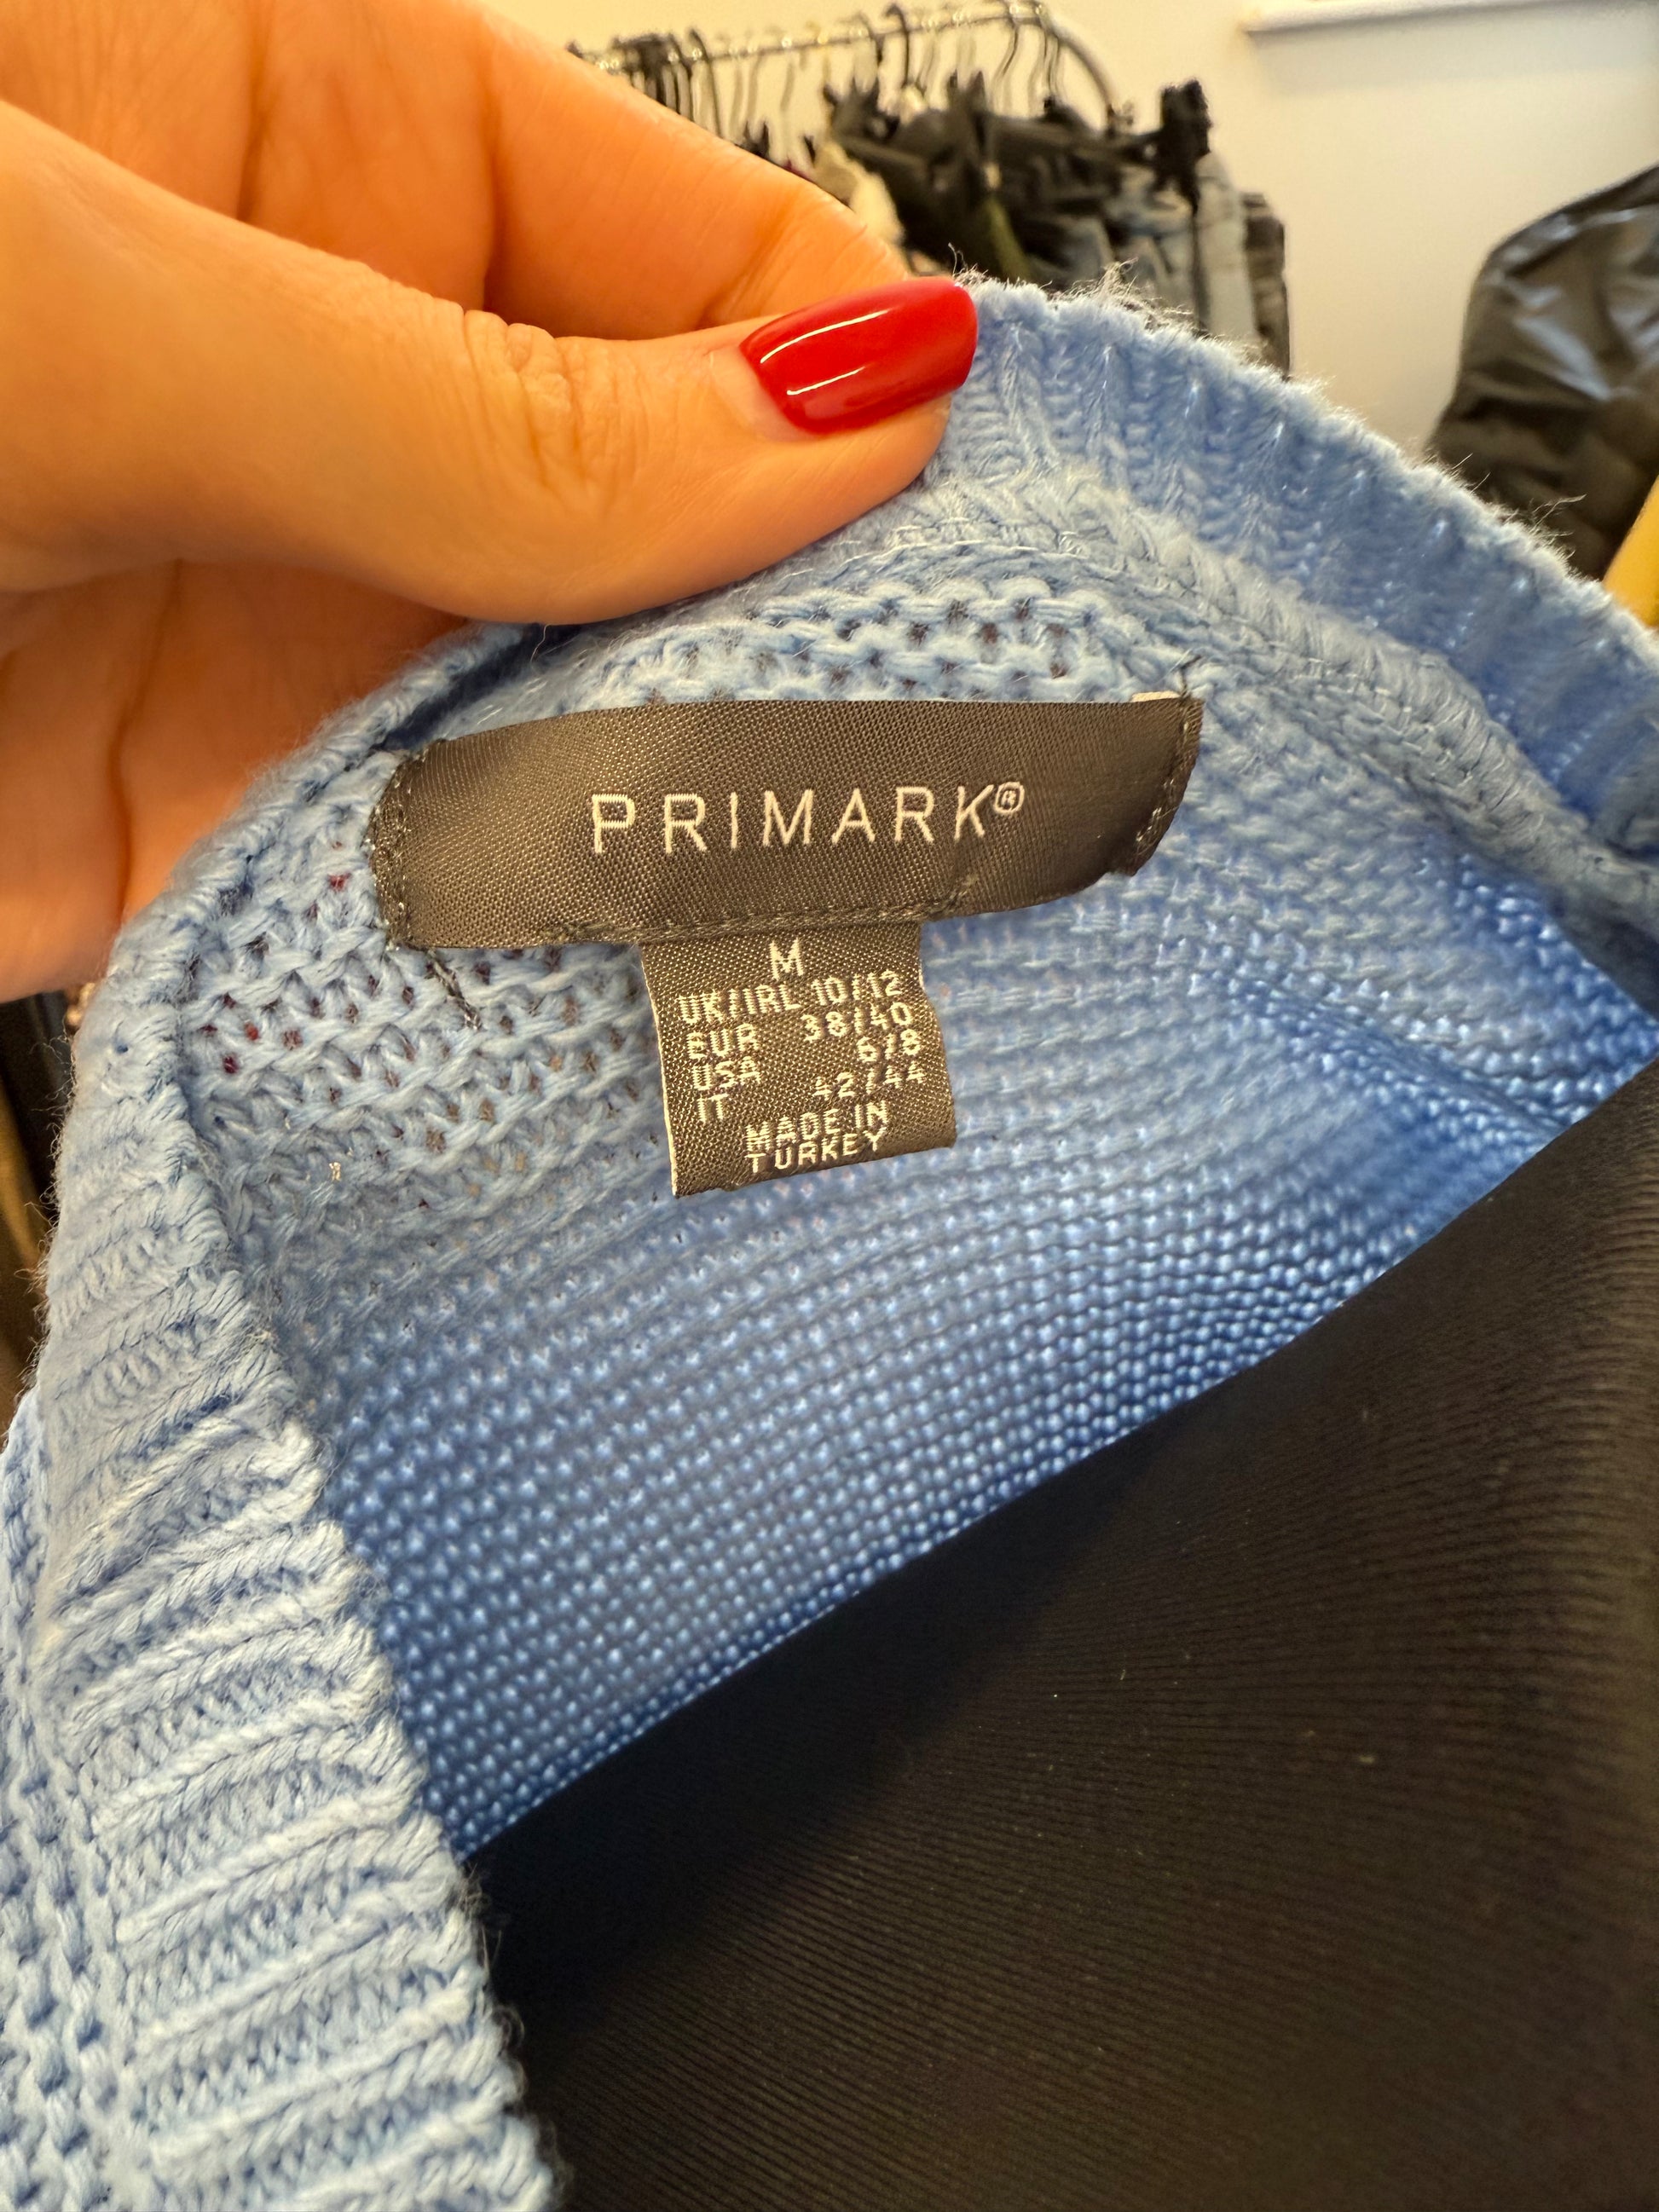 PRIMARK®
M
UK/IRL 10/12
EUR 38/40
USA 6/8
IT 42/44
MADE IN
TURKEY